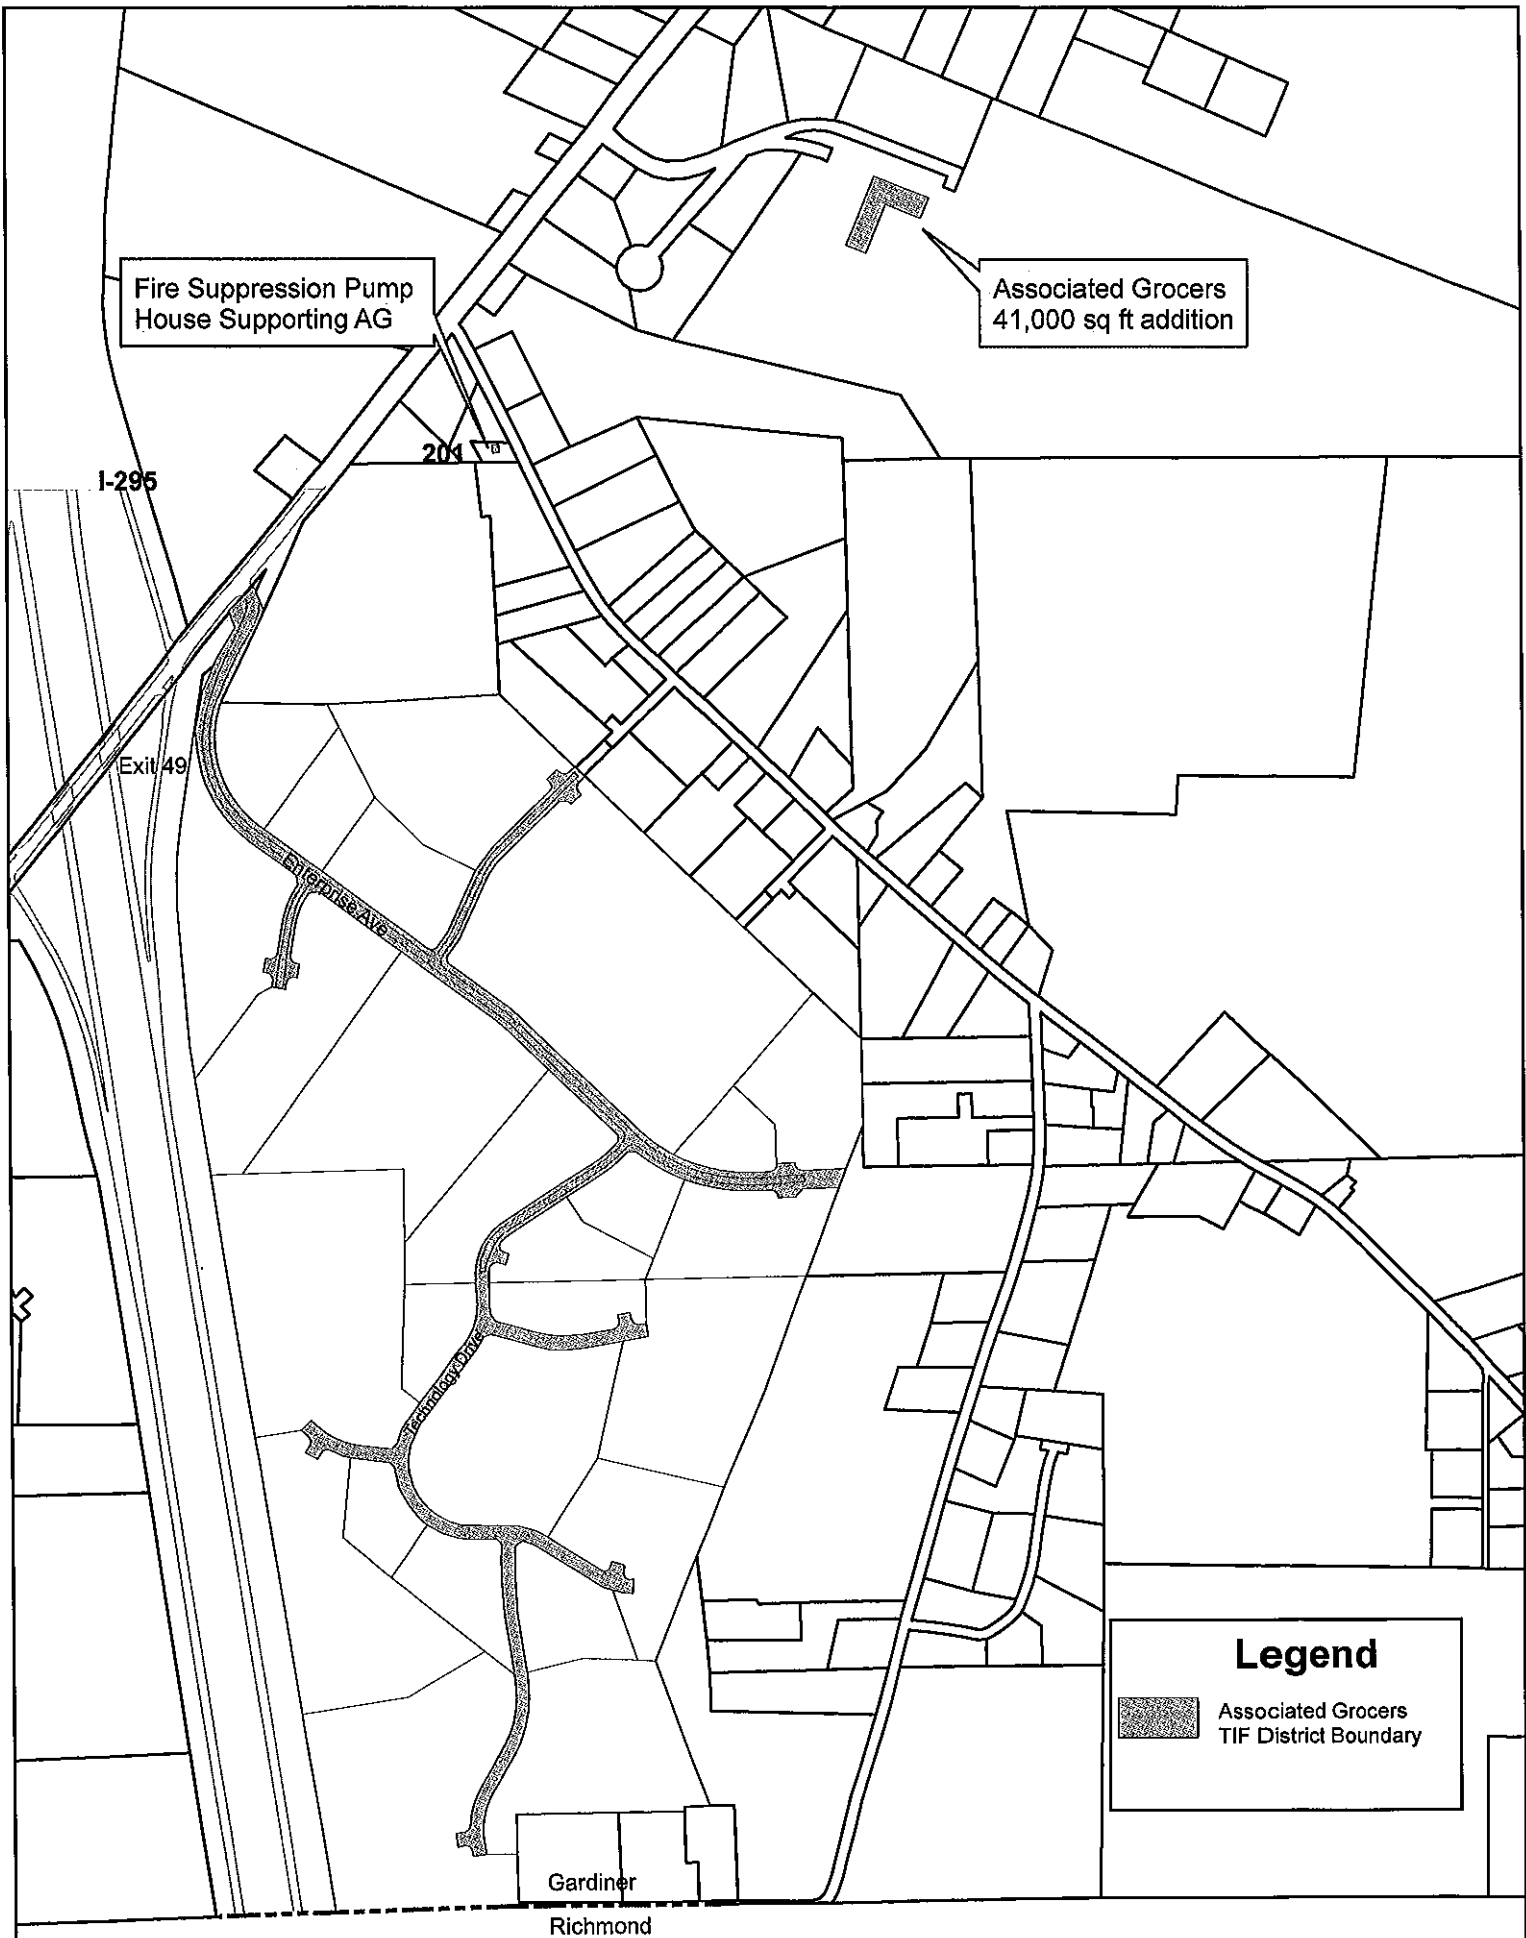 Fire Suppression Pump
House Supporting AG
Associated Grocers
41,000 sq ft addition
201
I-295
Exit 49
Enterprise Ave
Technology Drive
Legend
Associated Grocers
TIF District Boundary
Gardiner
Richmond